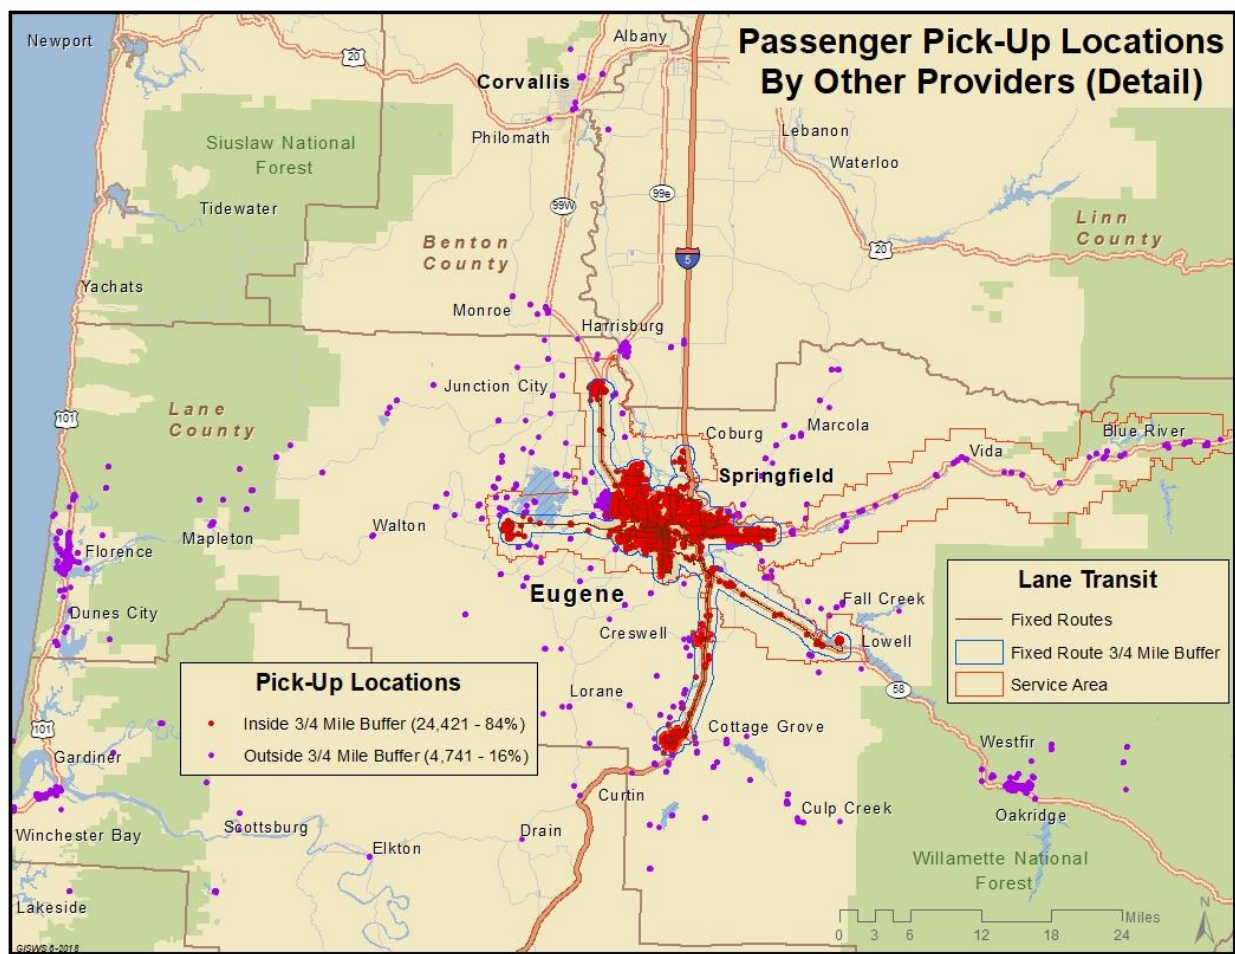 Passenger Pick-Up Locations
By Other Providers (Detail)
Newport
Albany
20
Corvallis
Philomath
Lebanon
Waterloo
Siuslaw National
Forest
Tidewater
99W
99e
Linn
County
Benton
County
20
5
Yachats
Monroe
Harrisburg
Junction City
Lane
County
101
Coburg
Marcola
Blue River
Vida
Springfield
Walton
Mapleton
Florence
Eugene
Dunes City
Creswell
Fall Creek
Lowell
Lane Transit
Fixed Routes
Fixed Route 3/4 Mile Buffer
Service Area
58
Pick-Up Locations
Inside 3/4 Mile Buffer (24,421 - 84%)
Outside 3/4 Mile Buffer (4,741 - 16%)
Lorane
Cottage Grove
101
Gardiner
Westfir
Curtin
Culp Creek
Oakridge
Winchester Bay
Scottsburg
Drain
Elkton
Willamette National
Forest
Lakeside
Miles
0 3 6 12 18 24
N
GISWS 6-2018